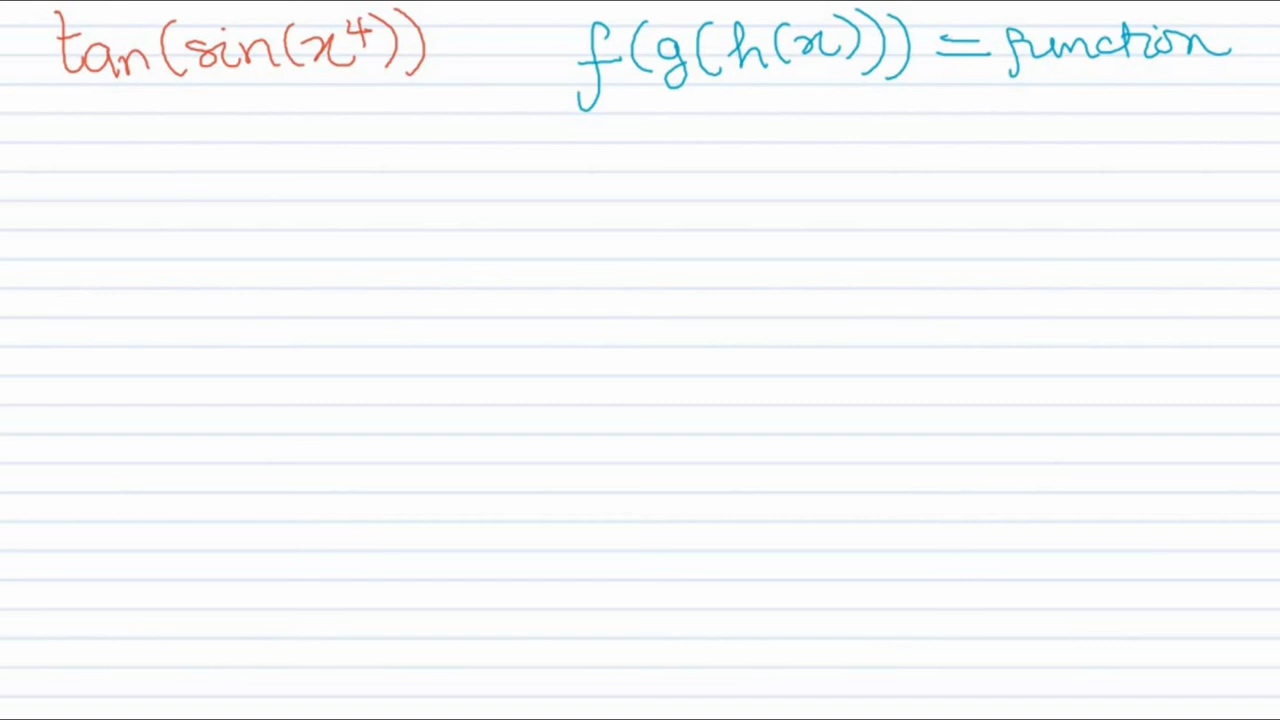 tan(sin(x⁴)) f(g(h(x))) = function